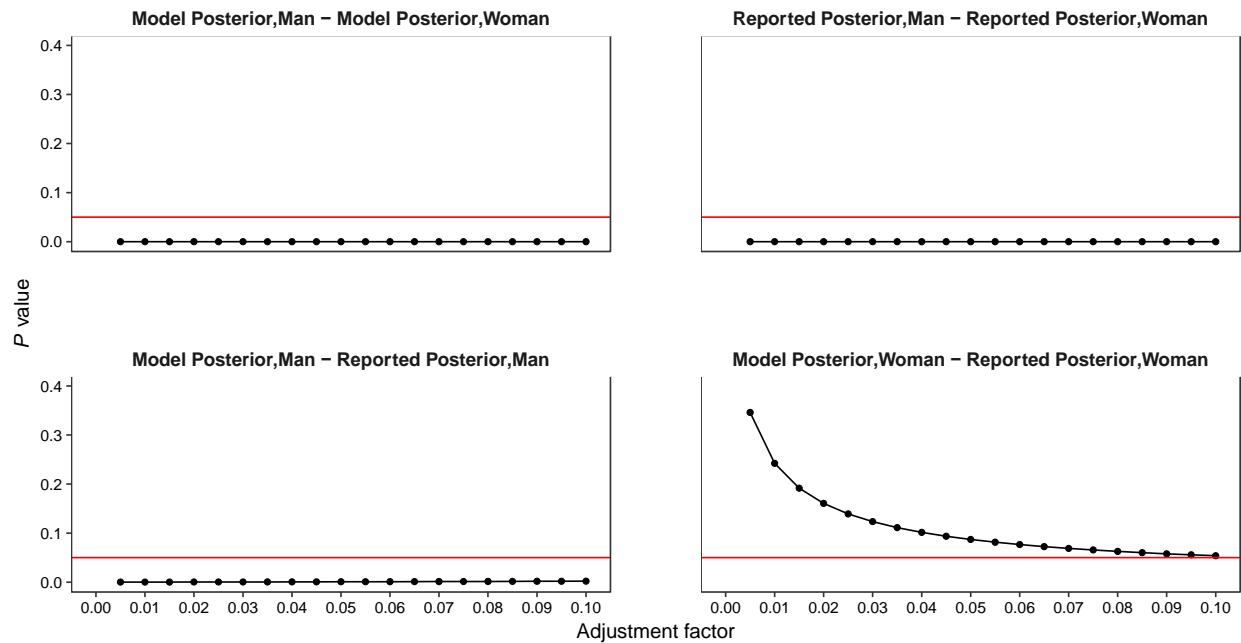 Model Posterior,Man − Model Posterior,Woman
Reported Posterior,Man − Reported Posterior,Woman
0.4
0.3
0.2
0.1
0.0
P value
Model Posterior,Man − Reported Posterior,Man
Model Posterior,Woman − Reported Posterior,Woman
0.4
0.3
0.2
0.1
0.0
0.00 0.01 0.02 0.03 0.04 0.05 0.06 0.07 0.08 0.09 0.10
0.00 0.01 0.02 0.03 0.04 0.05 0.06 0.07 0.08 0.09 0.10
Adjustment factor